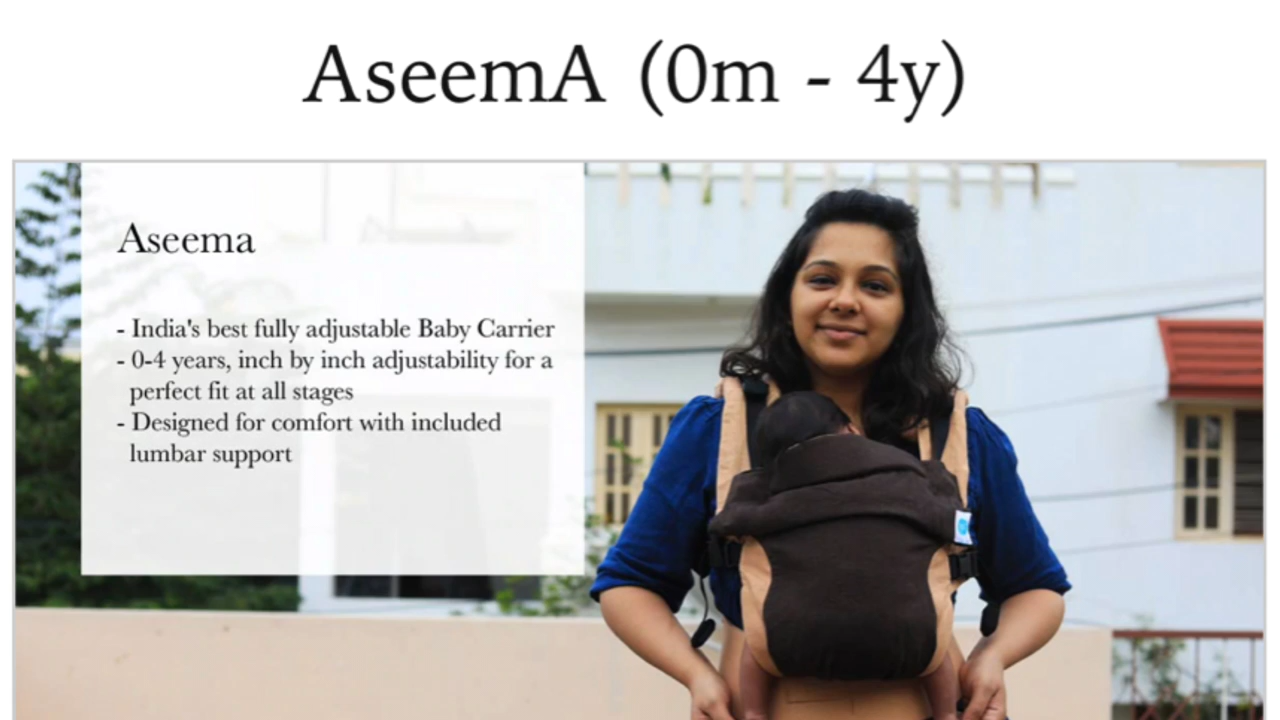 AseemA (0m - 4y)
Aseema
- India's best fully adjustable Baby Carrier
- 0-4 years, inch by inch adjustability for a
perfect fit at all stages
- Designed for comfort with included
lumbar support